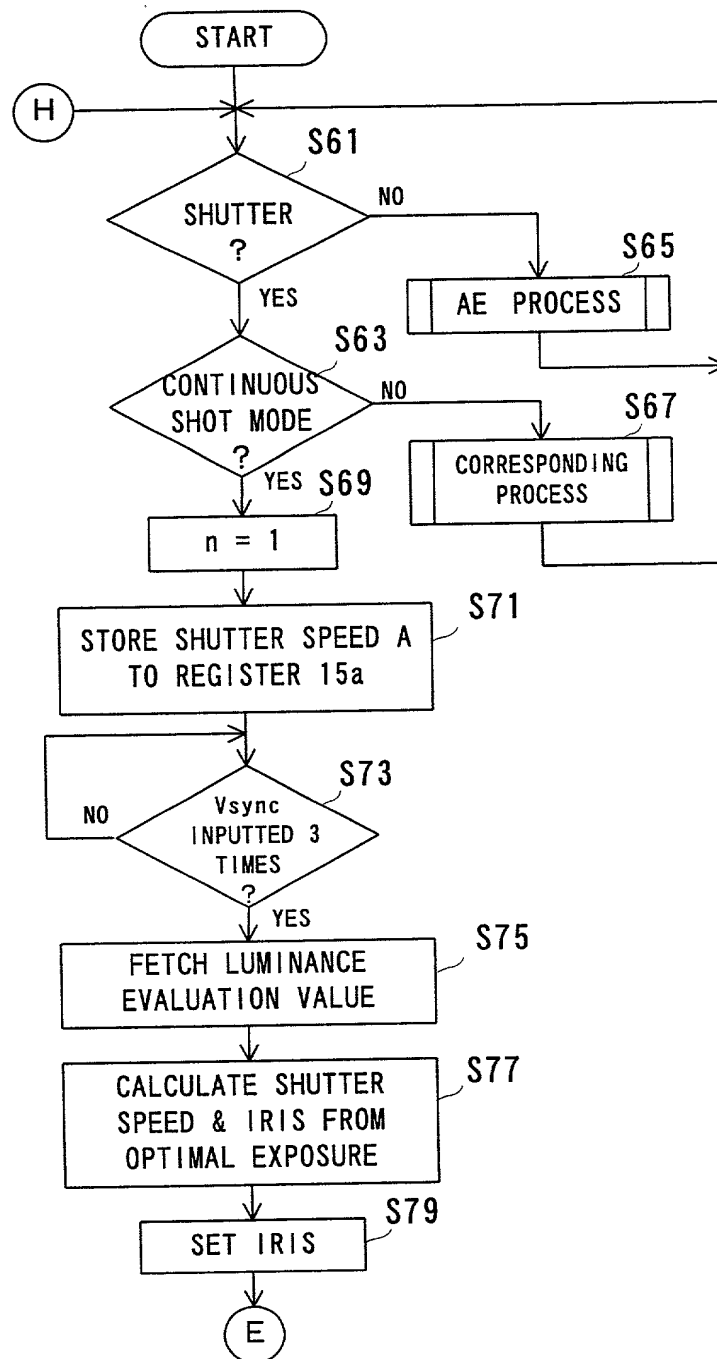 START
H
S61
SHUTTER
?
NO
YES
S65
AE PROCESS
S63
CONTINUOUS
SHOT MODE
?
NO
YES
S67
CORRESPONDING
PROCESS
S69
n = 1
S71
STORE SHUTTER SPEED A
TO REGISTER 15a
S73
Vsync
INPUTTED 3
TIMES
?
NO
YES
S75
FETCH LUMINANCE
EVALUATION VALUE
S77
CALCULATE SHUTTER
SPEED & IRIS FROM
OPTIMAL EXPOSURE
S79
SET IRIS
E